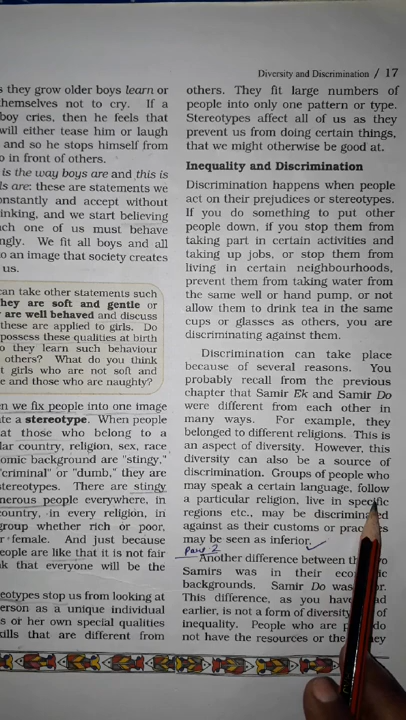 Diversity and Discrimination / 17
s they grow older boys learn or
themselves not to cry. If a
boy cries, then he feels that
will either tease him or laugh
and so he stops himself from
o in front of others.
is the way boys are and this is
ls are: these are statements we
onstantly and accept without
inking, and we start believing
ach one of us must behave
ngly. We fit all boys and all
to an image that society creates
us.
can take other statements such
They are soft and gentle or
are well behaved and discuss
these are applied to girls. Do
possess these qualities at birth
o they learn such behaviour
others? What do you think
t girls who are not soft and
e and those who are naughty?
en we fix people into one image
ate a stereotype. When people
at those who belong to a
lar country, religion, sex, race
omic background are "stingy,"
"criminal" or "dumb," they are
stereotypes. There are stingy
nerous people everywhere, in
country, in every religion, in
group whether rich or poor,
r female. And just because
eople are like that it is not fair
nk that everyone will be the
eotypes stop us from looking at
erson as a unique individual
s or her own special qualities
kills that are different from
others. They fit large numbers of
people into only one pattern or type.
Stereotypes affect all of us as they
prevent us from doing certain things,
that we might otherwise be good at.
Inequality and Discrimination
Discrimination happens when people
act on their prejudices or stereotypes.
If you do something to put other
people down, if you stop them from
taking part in certain activities and
taking up jobs, or stop them from
living in certain neighbourhoods,
prevent them from taking water from
the same well or hand pump, or not
allow them to drink tea in the same
cups or glasses as others, you are
discriminating against them.
Discrimination can take place
because of several reasons. You
probably recall from the previous
chapter that Samir Ek and Samir Do
were different from each other in
many ways. For example, they
belonged to different religions. This is
an aspect of diversity. However, this
diversity can also be a source of
discrimination. Groups of people who
may speak a certain language, follow
a particular religion, live in specific
regions etc., may be discriminated
against as their customs or practices
may be seen as inferior.
Part 2
Another difference between the two
Samirs was in their
backgrounds. Samir Do was
This difference, as you have
earlier, is not a form of diversity of
inequality. People who are do
not have the resources or the